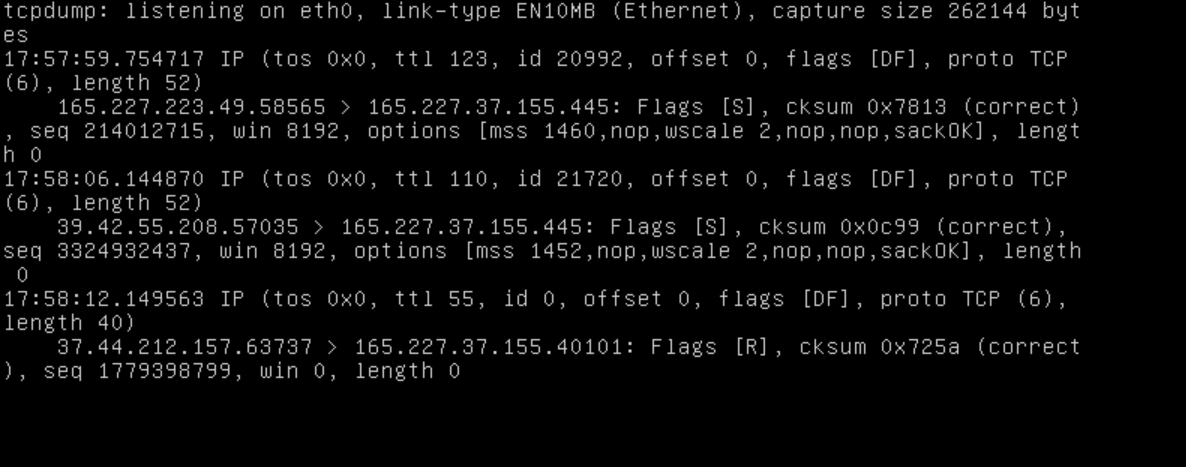 tcpdump: listening on eth0, link-type EN10MB (Ethernet), capture size 262144 byt
es
17:57:59.754717 IP (tos 0x0, ttl 123, id 20992, offset 0, flags [DF], proto TCP
(6), length 52)
    165.227.223.49.58565 > 165.227.37.155.445: Flags [S], cksum 0x7813 (correct)
, seq 214012715, win 8192, options [mss 1460,nop,wscale 2,nop,nop,sackOK], lengt
h 0
17:58:06.144870 IP (tos 0x0, ttl 110, id 21720, offset 0, flags [DF], proto TCP
(6), length 52)
    39.42.55.208.57035 > 165.227.37.155.445: Flags [S], cksum 0x0c99 (correct),
seq 3324932437, win 8192, options [mss 1452,nop,wscale 2,nop,nop,sackOK], length
 0
17:58:12.149563 IP (tos 0x0, ttl 55, id 0, offset 0, flags [DF], proto TCP (6),
length 40)
    37.44.212.157.63737 > 165.227.37.155.40101: Flags [R], cksum 0x725a (correct
), seq 1779398799, win 0, length 0